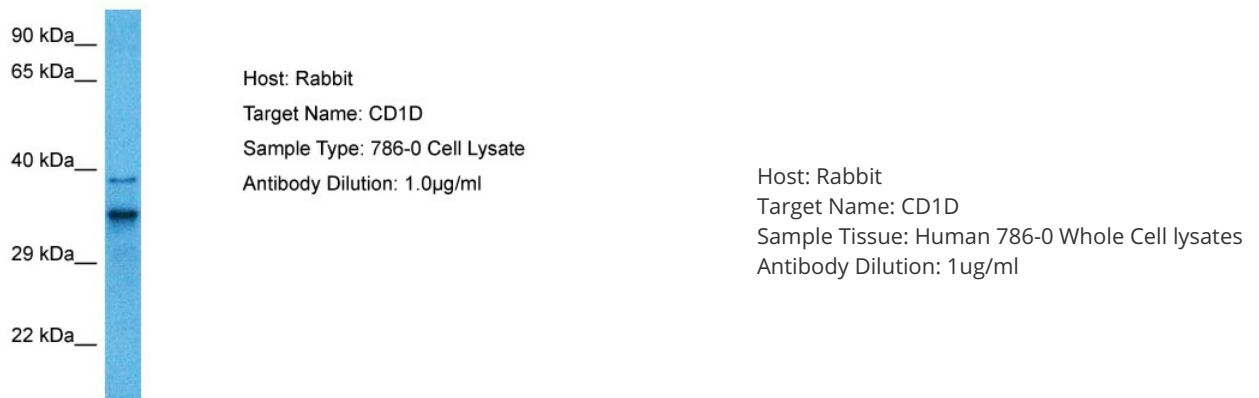 90 kDa__
65 kDa__
40 kDa__
29 kDa__
22 kDa__
Host: Rabbit
Target Name: CD1D
Sample Type: 786-0 Cell Lysate
Antibody Dilution: 1.0µg/ml
Host: Rabbit
Target Name: CD1D
Sample Tissue: Human 786-0 Whole Cell lysates
Antibody Dilution: 1ug/ml